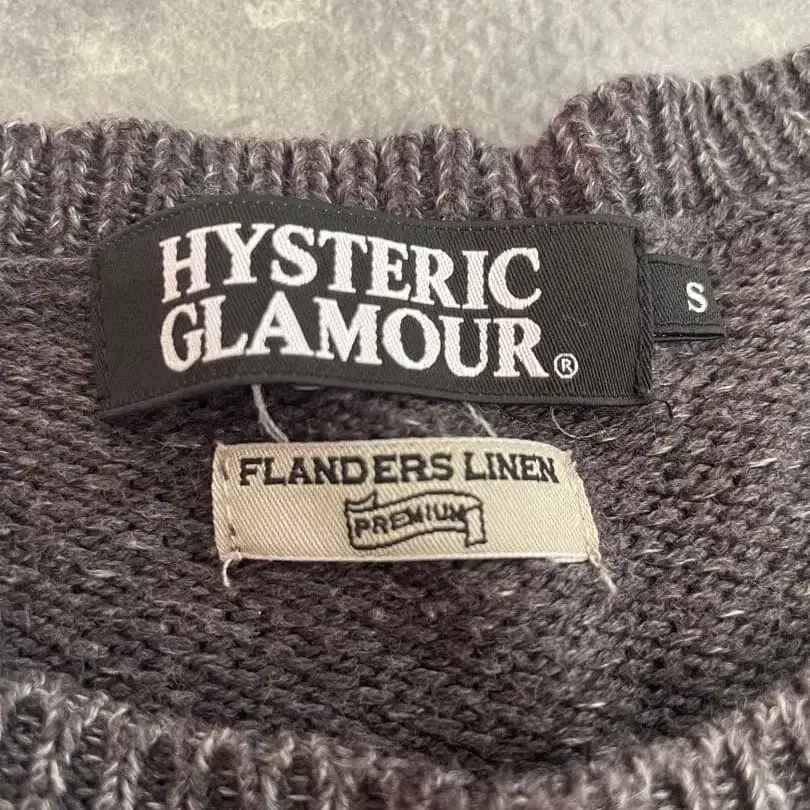 HYSTERIC
GLAMOUR®
S
FLANDERS LINEN
PREMIUM